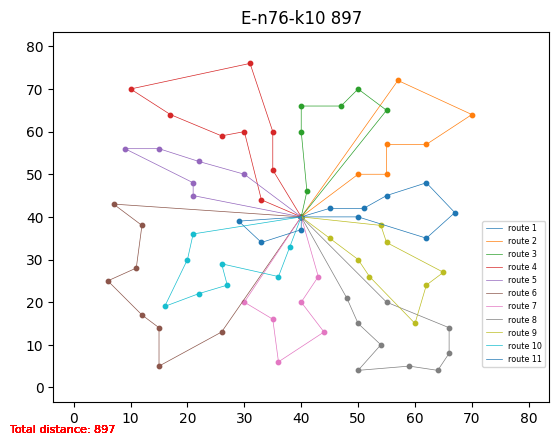 E-n76-k10 897
80
70
60
50
40
30
20
10
0
0 10 20 30 40 50 60 70 80
route 1
route 2
route 3
route 4
route 5
route 6
route 7
route 8
route 9
route 10
route 11
Total distance: 897